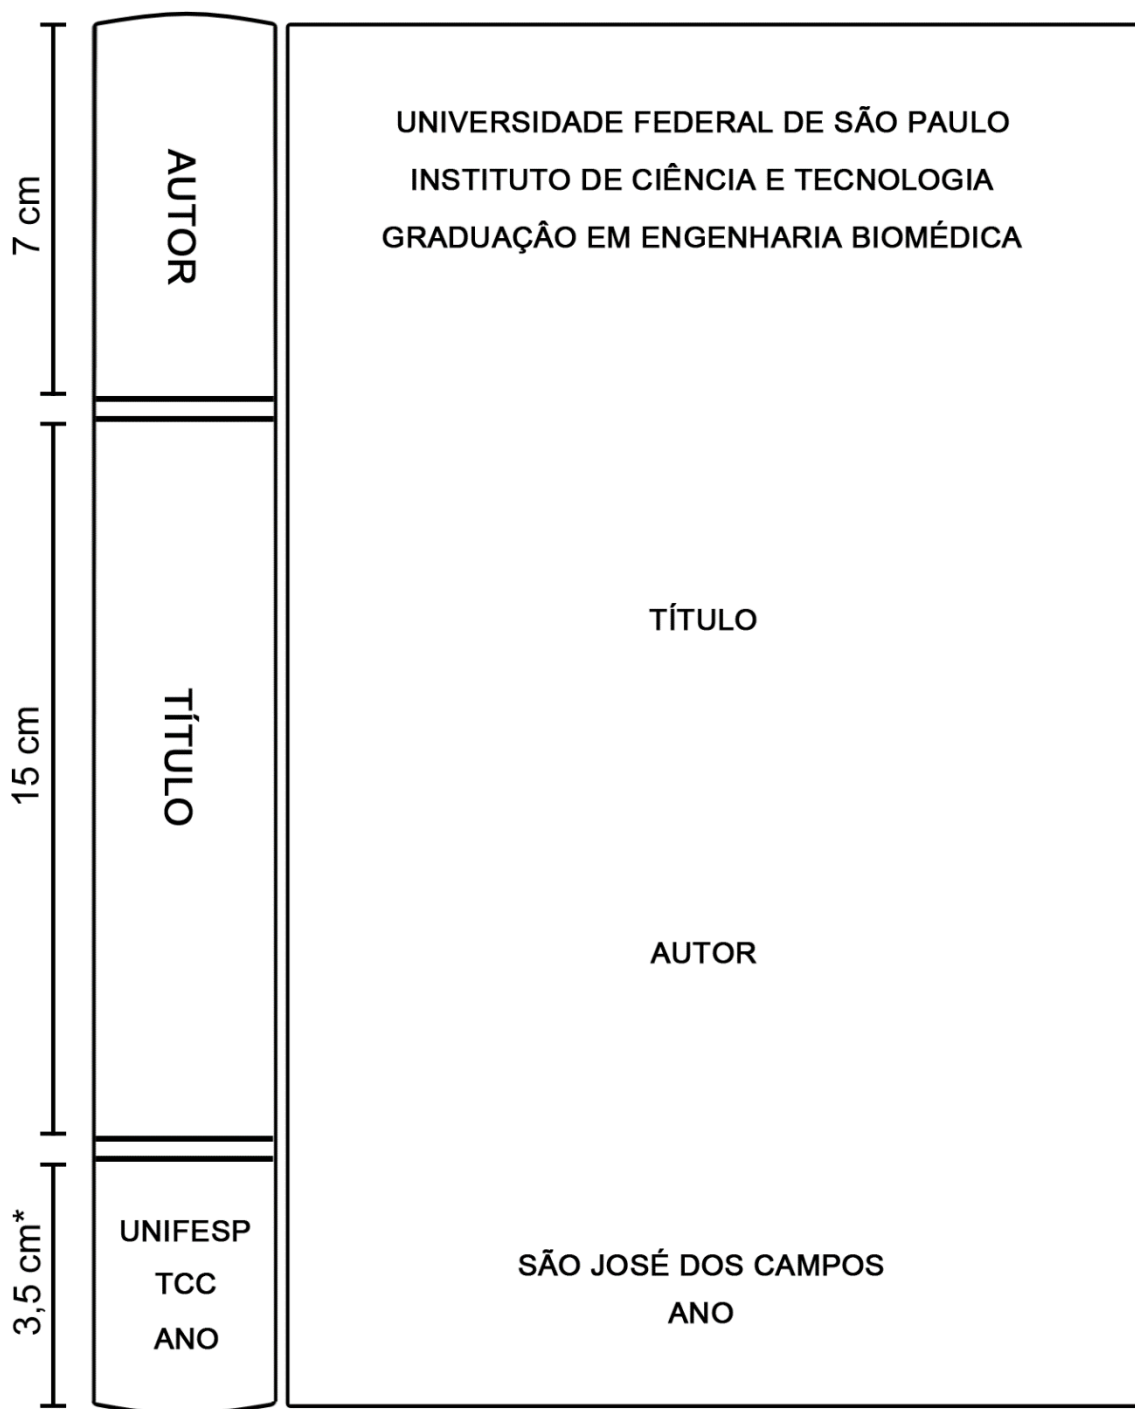 7 cm
AUTOR
15 cm
TÍTULO
3,5 cm*
UNIFESP
TCC
ANO
UNIVERSIDADE FEDERAL DE SÃO PAULO
INSTITUTO DE CIÊNCIA E TECNOLOGIA
GRADUAÇÂO EM ENGENHARIA BIOMÉDICA
TÍTULO
AUTOR
SÃO JOSÉ DOS CAMPOS
ANO